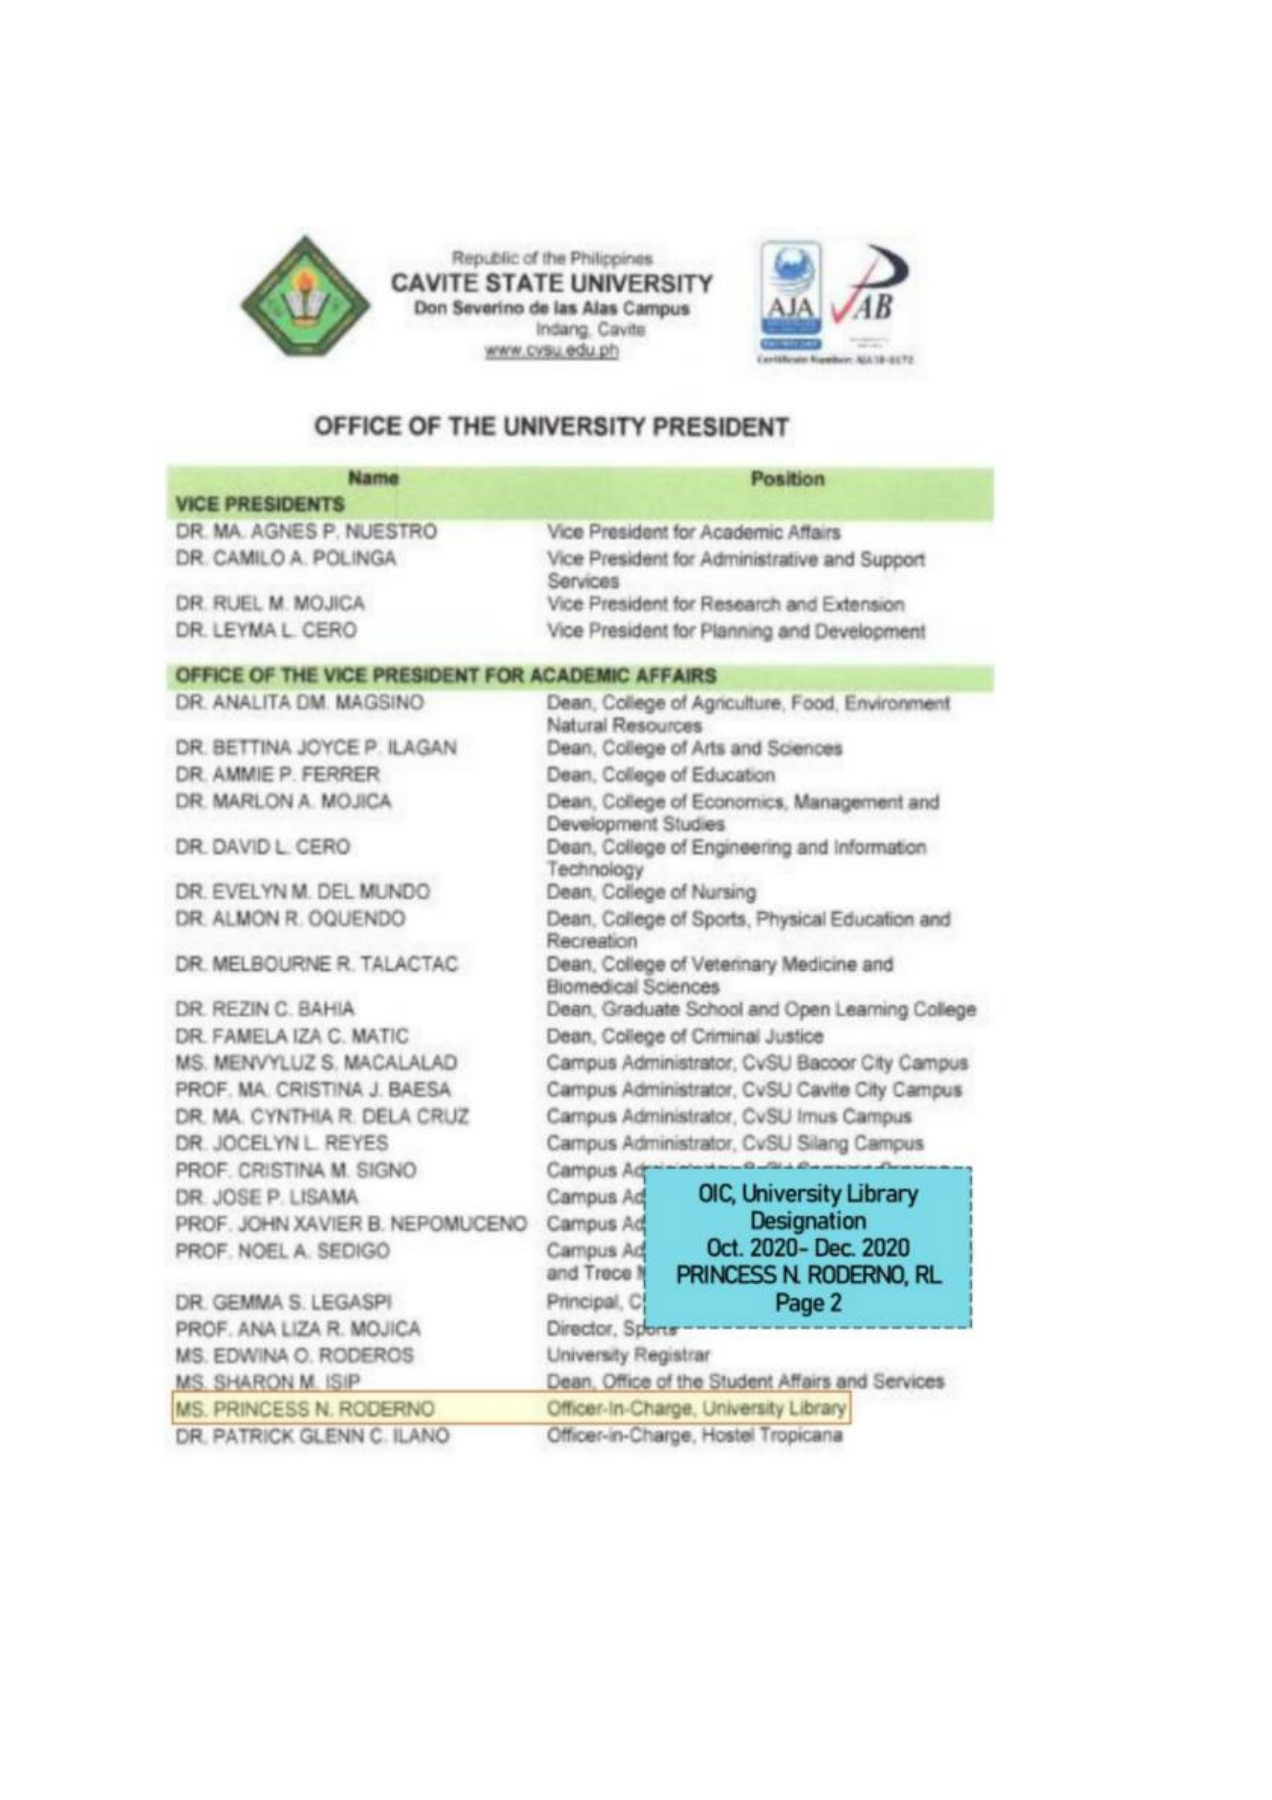 Republic of the Philippines
CAVITE STATE UNIVERSITY
Don Severino de las Alas Campus
Indang, Cavite
www.cvsu.edu.ph
AJA
PAB
Certificate Number: AJA18-0172
OFFICE OF THE UNIVERSITY PRESIDENT
Name Position
VICE PRESIDENTS
DR. MA. AGNES P. NUESTRO Vice President for Academic Affairs
DR. CAMILO A. POLINGA Vice President for Administrative and Support
Services
DR. RUEL M. MOJICA Vice President for Research and Extension
DR. LEYMA L. CERO Vice President for Planning and Development
OFFICE OF THE VICE PRESIDENT FOR ACADEMIC AFFAIRS
DR. ANALITA DM. MAGSINO Dean, College of Agriculture, Food, Environment
Natural Resources
DR. BETTINA JOYCE P. ILAGAN Dean, College of Arts and Sciences
DR. AMMIE P. FERRER Dean, College of Education
DR. MARLON A. MOJICA Dean, College of Economics, Management and
Development Studies
DR. DAVID L. CERO Dean, College of Engineering and Information
Technology
DR. EVELYN M. DEL MUNDO Dean, College of Nursing
DR. ALMON R. OQUENDO Dean, College of Sports, Physical Education and
Recreation
DR. MELBOURNE R. TALACTAC Dean, College of Veterinary Medicine and
Biomedical Sciences
DR. REZIN C. BAHIA Dean, Graduate School and Open Learning College
DR. FAMELA IZA C. MATIC Dean, College of Criminal Justice
MS. MENVYLUZ S. MACALALAD Campus Administrator, CvSU Bacoor City Campus
PROF. MA. CRISTINA J. BAESA Campus Administrator, CvSU Cavite City Campus
DR. MA. CYNTHIA R. DELA CRUZ Campus Administrator, CvSU Imus Campus
DR. JOCELYN L. REYES Campus Administrator, CvSU Silang Campus
PROF. CRISTINA M. SIGNO Campus
DR. JOSE P. LISAMA Campus
PROF. JOHN XAVIER B. NEPOMUCENO Campus
PROF. NOEL A. SEDIGO Campus
and Trece
DR. GEMMA S. LEGASPI Principal,
PROF. ANA LIZA R. MOJICA Director, Sports
MS. EDWINA O. RODEROS University Registrar
MS. SHARON M. ISIP Dean, Office of the Student Affairs and Services
MS. PRINCESS N. RODERNO Officer-In-Charge, University Library
DR. PATRICK GLENN C. ILANO Officer-in-Charge, Hostel Tropicana
OIC, University Library
Designation
Oct. 2020- Dec. 2020
PRINCESS N. RODERNO, RL
Page 2